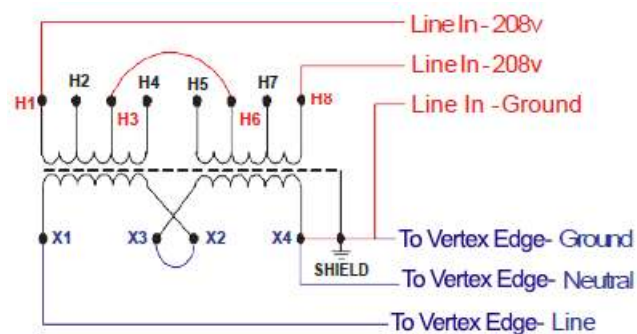 Line In - 208v
Line In - 208v
Line In - Ground
H1 H2 H3 H4 H5 H6 H7 H8
X1 X3 X2 X4
SHIELD
To Vertex Edge- Ground
To Vertex Edge- Neutral
To Vertex Edge- Line